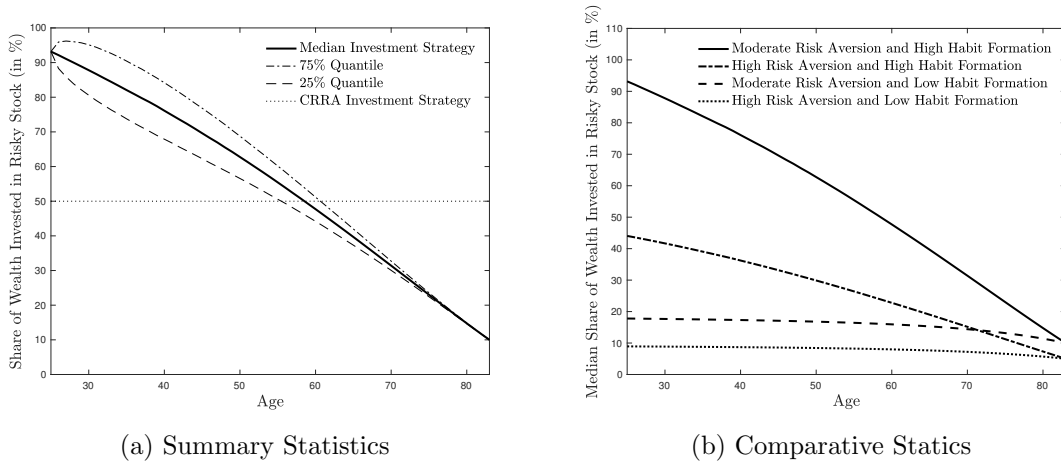 Share of Wealth Invested in Risky Stock (in %)
100
90
80
70
60
50
40
30
20
10
0
Median Investment Strategy
75% Quantile
25% Quantile
CRRA Investment Strategy
30 40 50 60 70 80
Age
(a) Summary Statistics
Median Share of Wealth Invested in Risky Stock (in %)
110
100
90
80
70
60
50
40
30
20
10
0
Moderate Risk Aversion and High Habit Formation
High Risk Aversion and High Habit Formation
Moderate Risk Aversion and Low Habit Formation
High Risk Aversion and Low Habit Formation
30 40 50 60 70 80
Age
(b) Comparative Statics